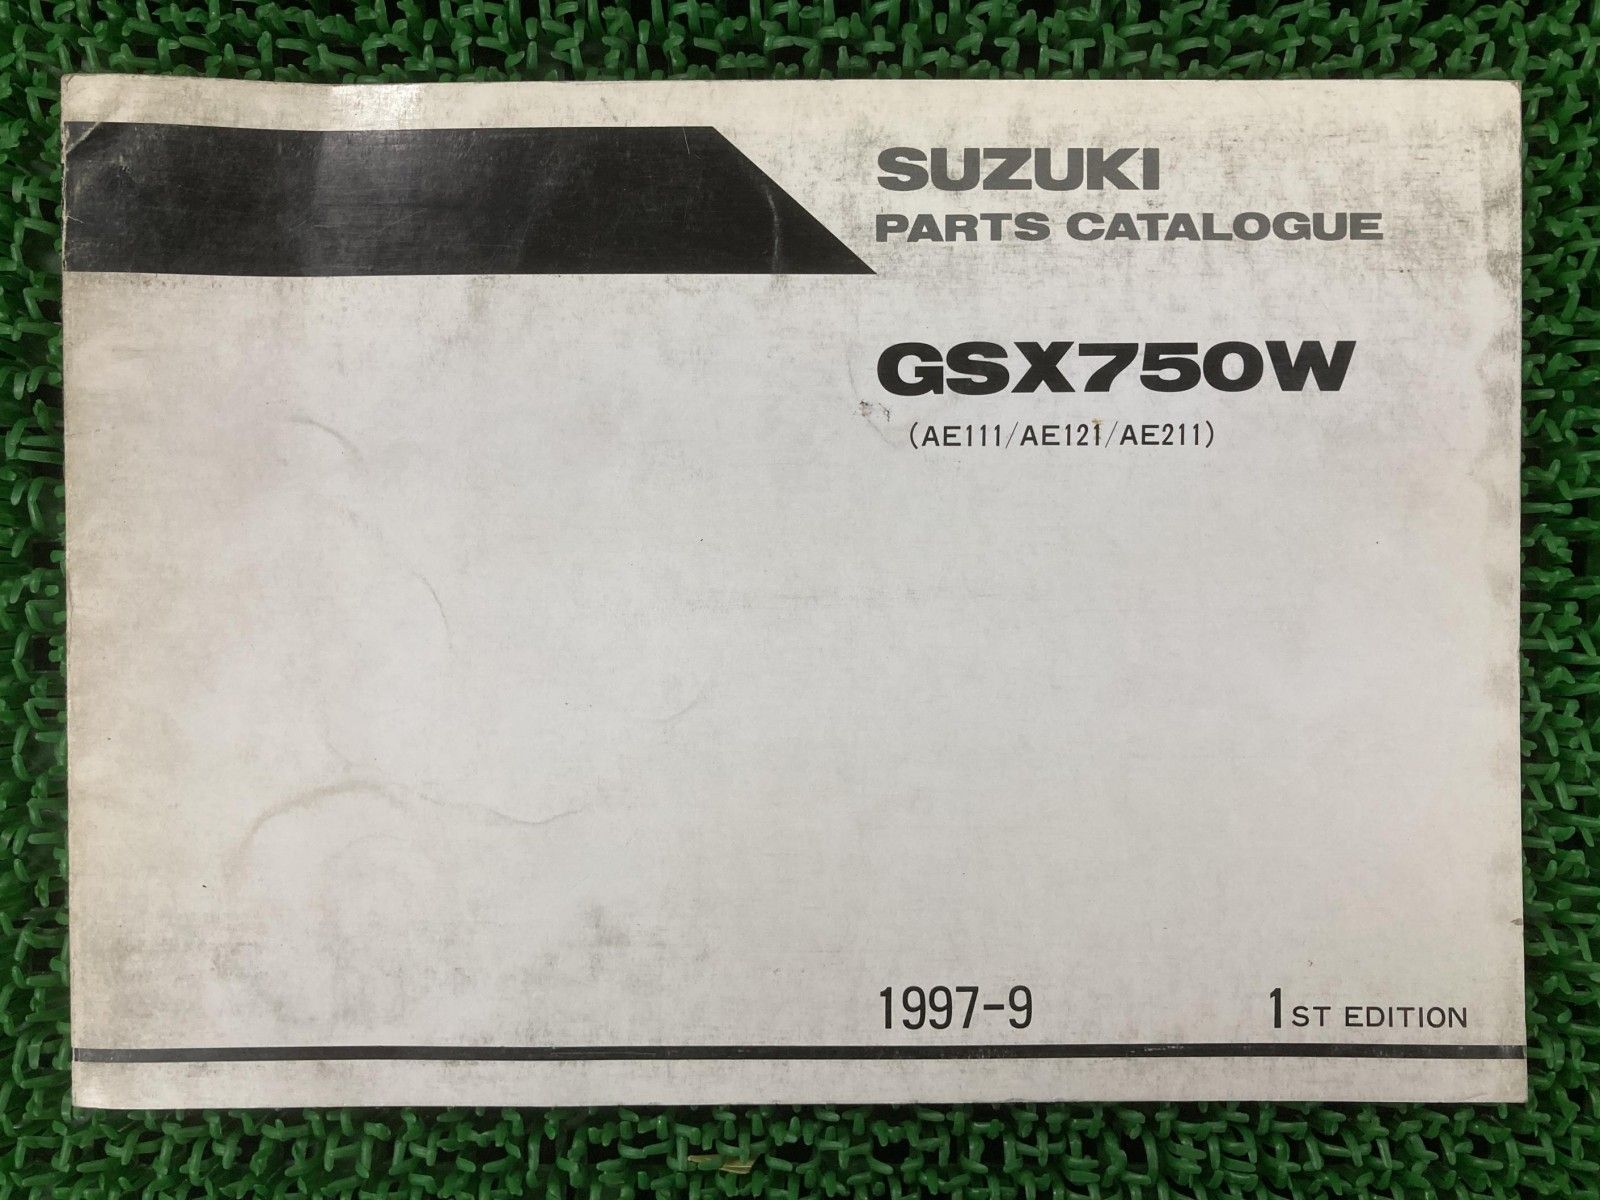 SUZUKI
PARTS CATALOGUE
GSX750W
(AE111/AE121/AE211)
1997-9
1ST EDITION